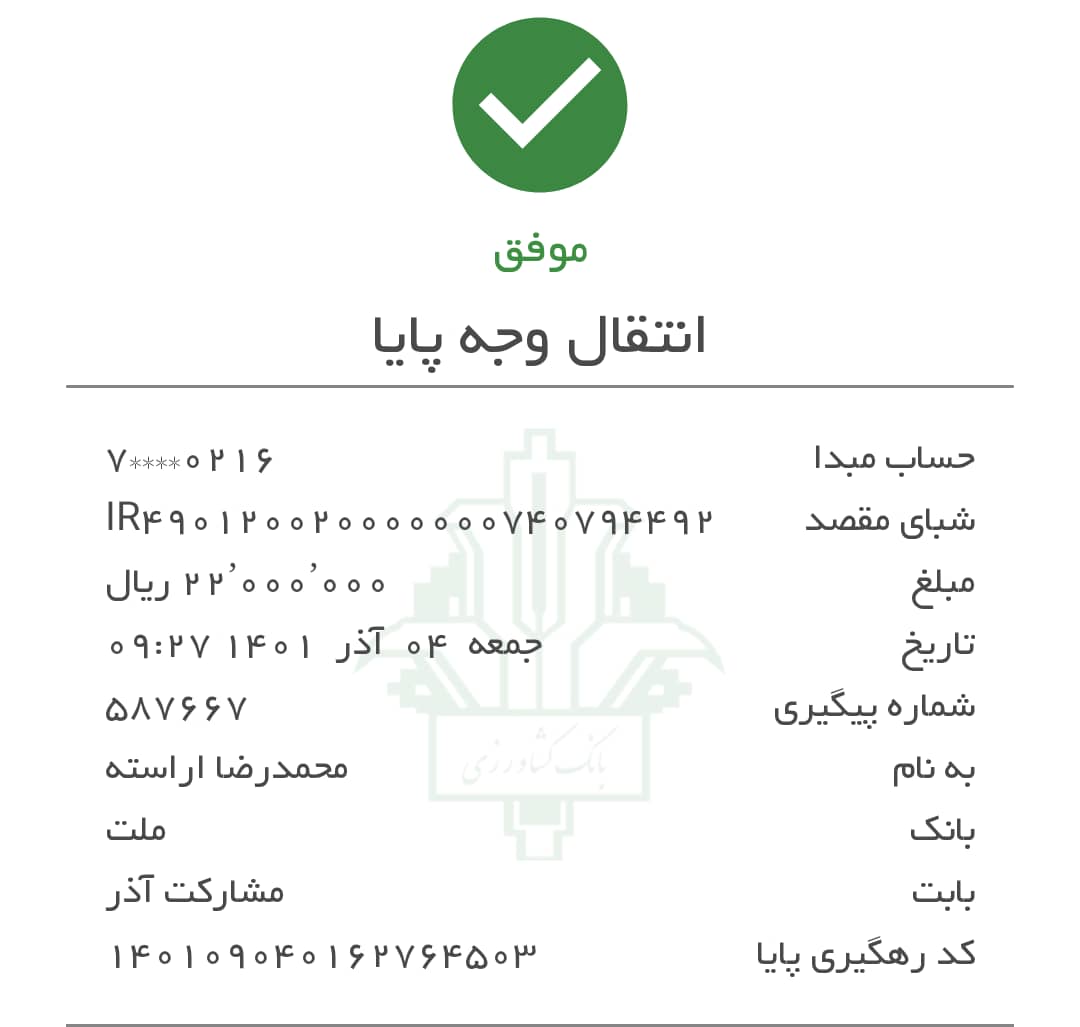 موفق
انتقال وجه پایا
حساب مبدا ۷****۰۲۱۶
شبای مقصد IR۴۹۰۱۲۰۰۲۰۰۰۰۰۰۰۷۴۰۷۹۴۴۹۲
مبلغ ۲۲٬۰۰۰٬۰۰۰ ریال
تاریخ جمعه ۰۴ آذر ۱۴۰۱ ۰۹:۲۷
شماره پیگیری ۵۸۷۶۶۷
به نام محمدرضا اراسته
بانک ملت
بابت مشارکت آذر
کد رهگیری پایا ۱۴۰۱۰۹۰۴۰۱۶۲۷۶۴۵۰۳
بانک کشاورزی